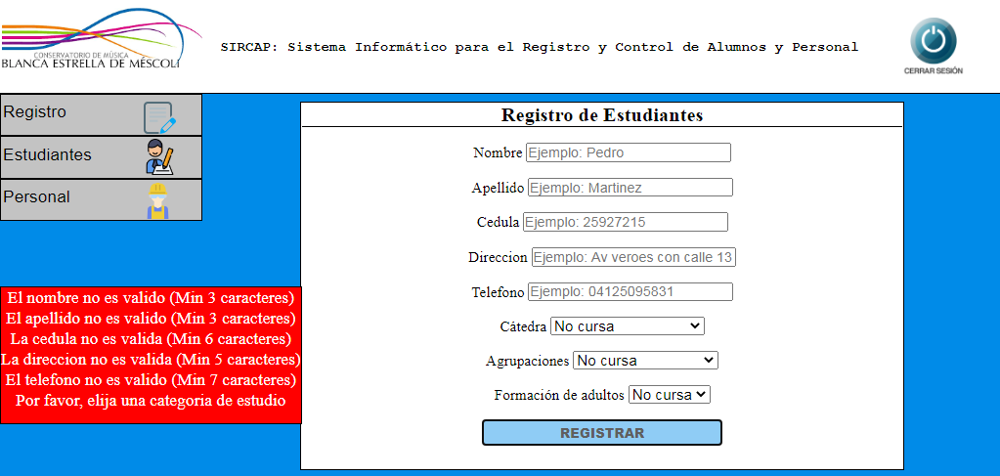 CONSERVATORIO DE MÚSICA
BLANCA ESTRELLA DE MÉSCOLI
SIRCAP: Sistema Informático para el Registro y Control de Alumnos y Personal
CERRAR SESIÓN
Registro
Estudiantes
Personal
El nombre no es valido (Min 3 caracteres)
El apellido no es valido (Min 3 caracteres)
La cedula no es valida (Min 6 caracteres)
La direccion no es valida (Min 5 caracteres)
El telefono no es valido (Min 7 caracteres)
Por favor, elija una categoria de estudio
Registro de Estudiantes
Nombre Ejemplo: Pedro
Apellido Ejemplo: Martinez
Cedula Ejemplo: 25927215
Direccion Ejemplo: Av veroes con calle 13
Telefono Ejemplo: 04125095831
Cátedra No cursa
Agrupaciones No cursa
Formación de adultos No cursa
REGISTRAR